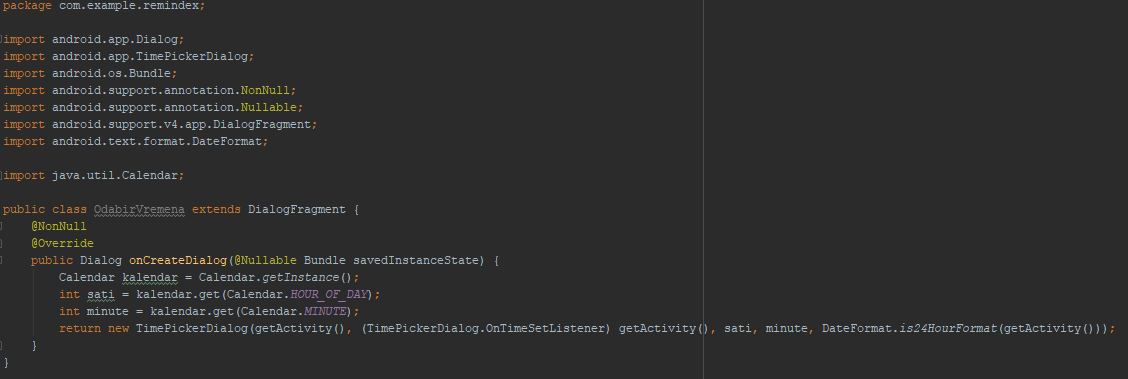 package com.example.remindex;
import android.app.Dialog;
import android.app.TimePickerDialog;
import android.os.Bundle;
import android.support.annotation.NonNull;
import android.support.annotation.Nullable;
import android.support.v4.app.DialogFragment;
import android.text.format.DateFormat;
import java.util.Calendar;
public class OdabirVremena extends DialogFragment {
    @NonNull
    @Override
    public Dialog onCreateDialog(@Nullable Bundle savedInstanceState) {
        Calendar kalendar = Calendar.getInstance();
        int sati = kalendar.get(Calendar.HOUR_OF_DAY);
        int minute = kalendar.get(Calendar.MINUTE);
        return new TimePickerDialog(getActivity(), (TimePickerDialog.OnTimeSetListener) getActivity(), sati, minute, DateFormat.is24HourFormat(getActivity()));
    }
}